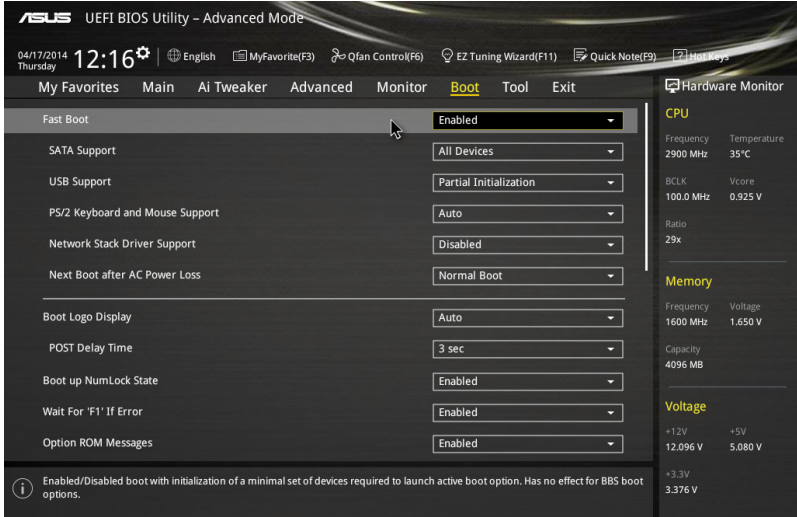 ASUS UEFI BIOS Utility – Advanced Mode
04/17/2014 Thursday 12:16 English MyFavorite(F3) Qfan Control(F6) EZ Tuning Wizard(F11) Quick Note(F9) ? Hot Keys
My Favorites Main Ai Tweaker Advanced Monitor Boot Tool Exit
Fast Boot Enabled
SATA Support All Devices
USB Support Partial Initialization
PS/2 Keyboard and Mouse Support Auto
Network Stack Driver Support Disabled
Next Boot after AC Power Loss Normal Boot
Boot Logo Display Auto
POST Delay Time 3 sec
Boot up NumLock State Enabled
Wait For 'F1' If Error Enabled
Option ROM Messages Enabled
i Enabled/Disabled boot with initialization of a minimal set of devices required to launch active boot option. Has no effect for BBS boot
options.
Hardware Monitor
CPU
Frequency Temperature
2900 MHz 35°C
BCLK Vcore
100.0 MHz 0.925 V
Ratio
29x
Memory
Frequency Voltage
1600 MHz 1.650 V
Capacity
4096 MB
Voltage
+12V +5V
12.096 V 5.080 V
+3.3V
3.376 V